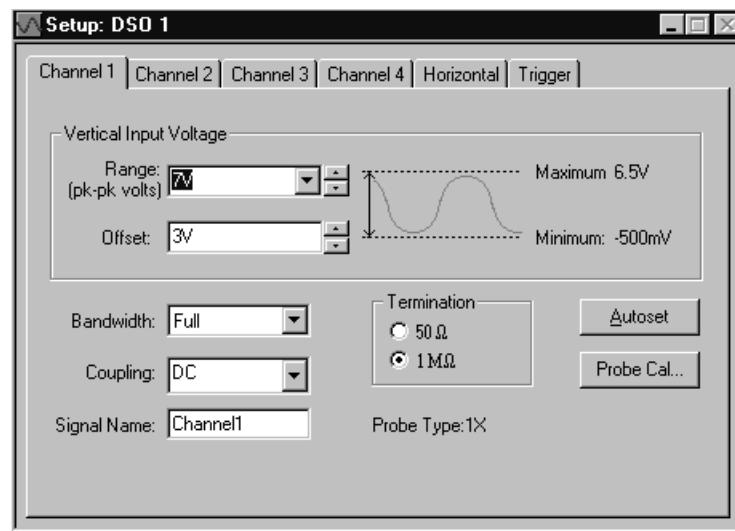 Setup: DSO 1
Channel 1 Channel 2 Channel 3 Channel 4 Horizontal Trigger
Vertical Input Voltage
Range: 7V Maximum 6.5V
(pk-pk volts)
Offset: 3V Minimum: -500mV
Bandwidth: Full
Termination
50 Ω
1 MΩ
Autoset
Coupling: DC
Probe Cal...
Signal Name: Channel1
Probe Type:1X